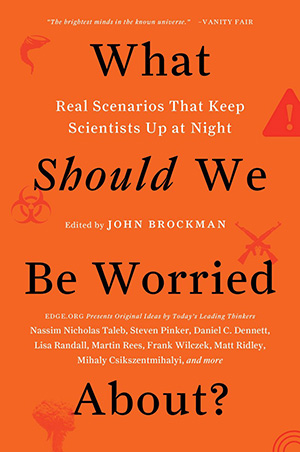 "The brightest minds in the known universe." —VANITY FAIR
What
Real Scenarios That Keep
Scientists Up at Night
Should We
Edited by JOHN BROCKMAN
Be Worried
EDGE.ORG Presents Original Ideas by Today's Leading Thinkers
Nassim Nicholas Taleb, Steven Pinker, Daniel C. Dennett,
Lisa Randall, Martin Rees, Frank Wilczek, Matt Ridley,
Mihaly Csikszentmihalyi, and more
About?